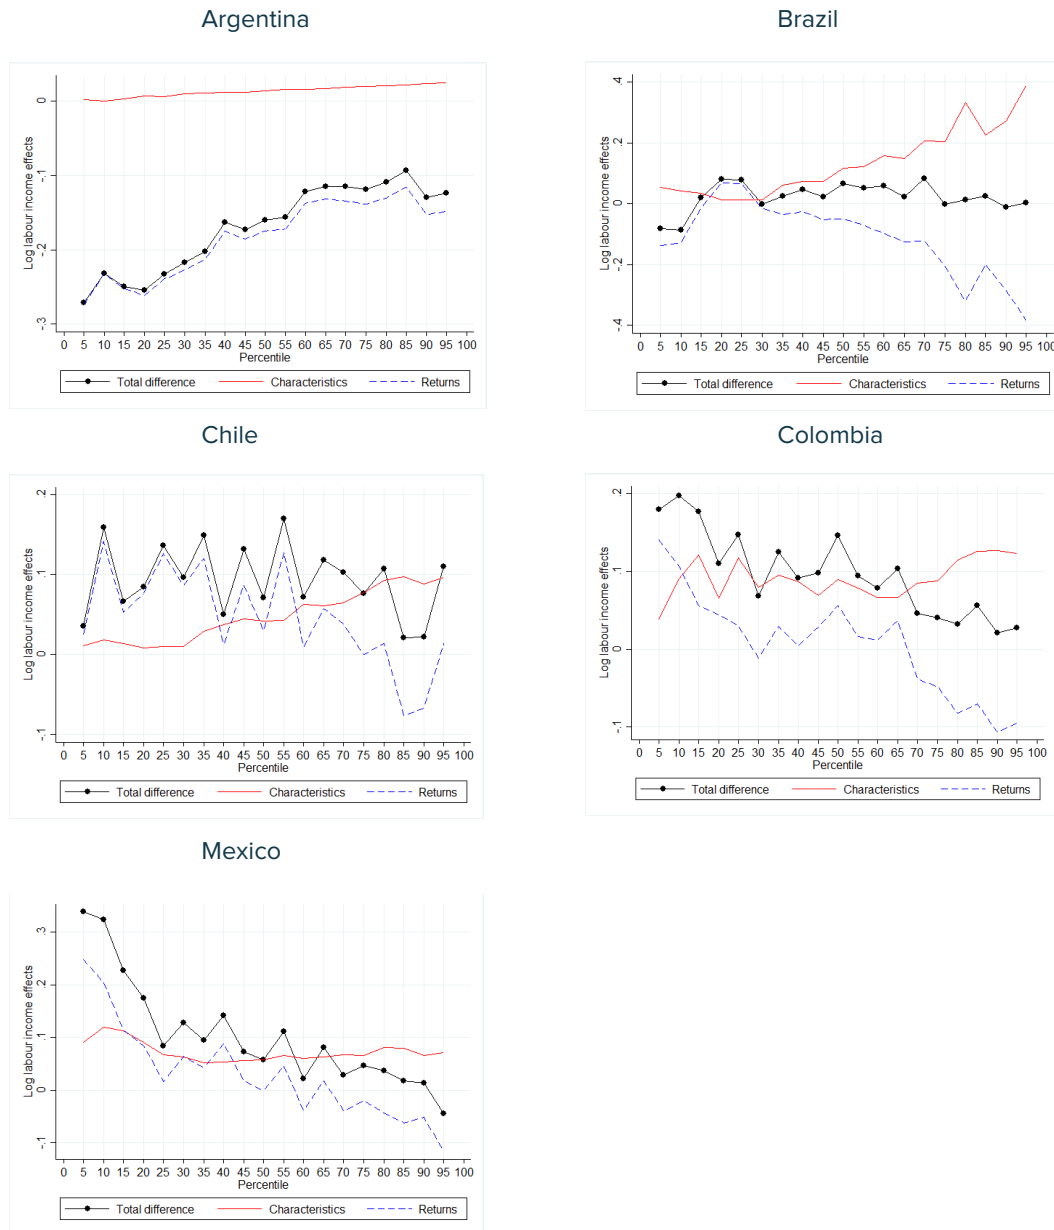 Argentina
Log labour income effects
0
-.1
-.2
-.3
0 5 10 15 20 25 30 35 40 45 50 55 60 65 70 75 80 85 90 95 100
Percentile
Total difference Characteristics Returns
Brazil
Log labour income effects
.4
.2
0
-.2
-.4
0 5 10 15 20 25 30 35 40 45 50 55 60 65 70 75 80 85 90 95 100
Percentile
Total difference Characteristics Returns
Chile
Log labour income effects
.2
.1
0
-.1
0 5 10 15 20 25 30 35 40 45 50 55 60 65 70 75 80 85 90 95 100
Percentile
Total difference Characteristics Returns
Colombia
Log labour income effects
.2
.1
0
-.1
0 5 10 15 20 25 30 35 40 45 50 55 60 65 70 75 80 85 90 95 100
Percentile
Total difference Characteristics Returns
Mexico
Log labour income effects
.3
.2
.1
0
-.1
0 5 10 15 20 25 30 35 40 45 50 55 60 65 70 75 80 85 90 95 100
Percentile
Total difference Characteristics Returns